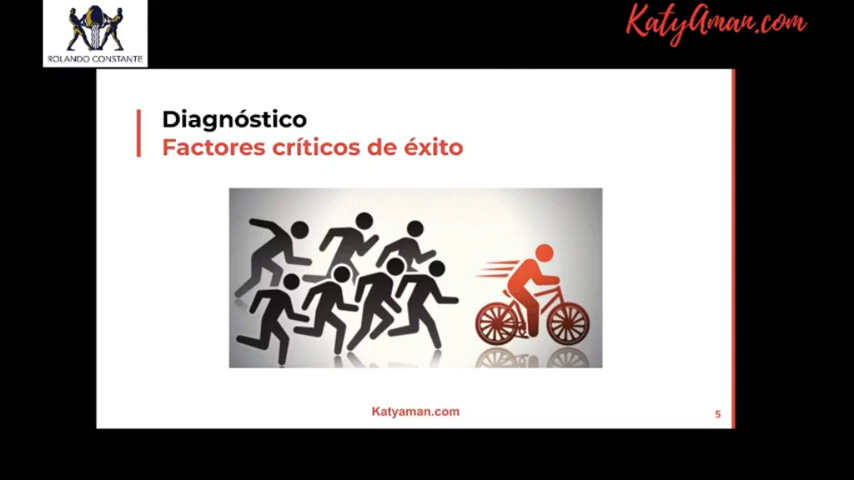 ROLANDO CONSTANTE
KatyAman.com
Diagnóstico
Factores críticos de éxito
Katyaman.com
5